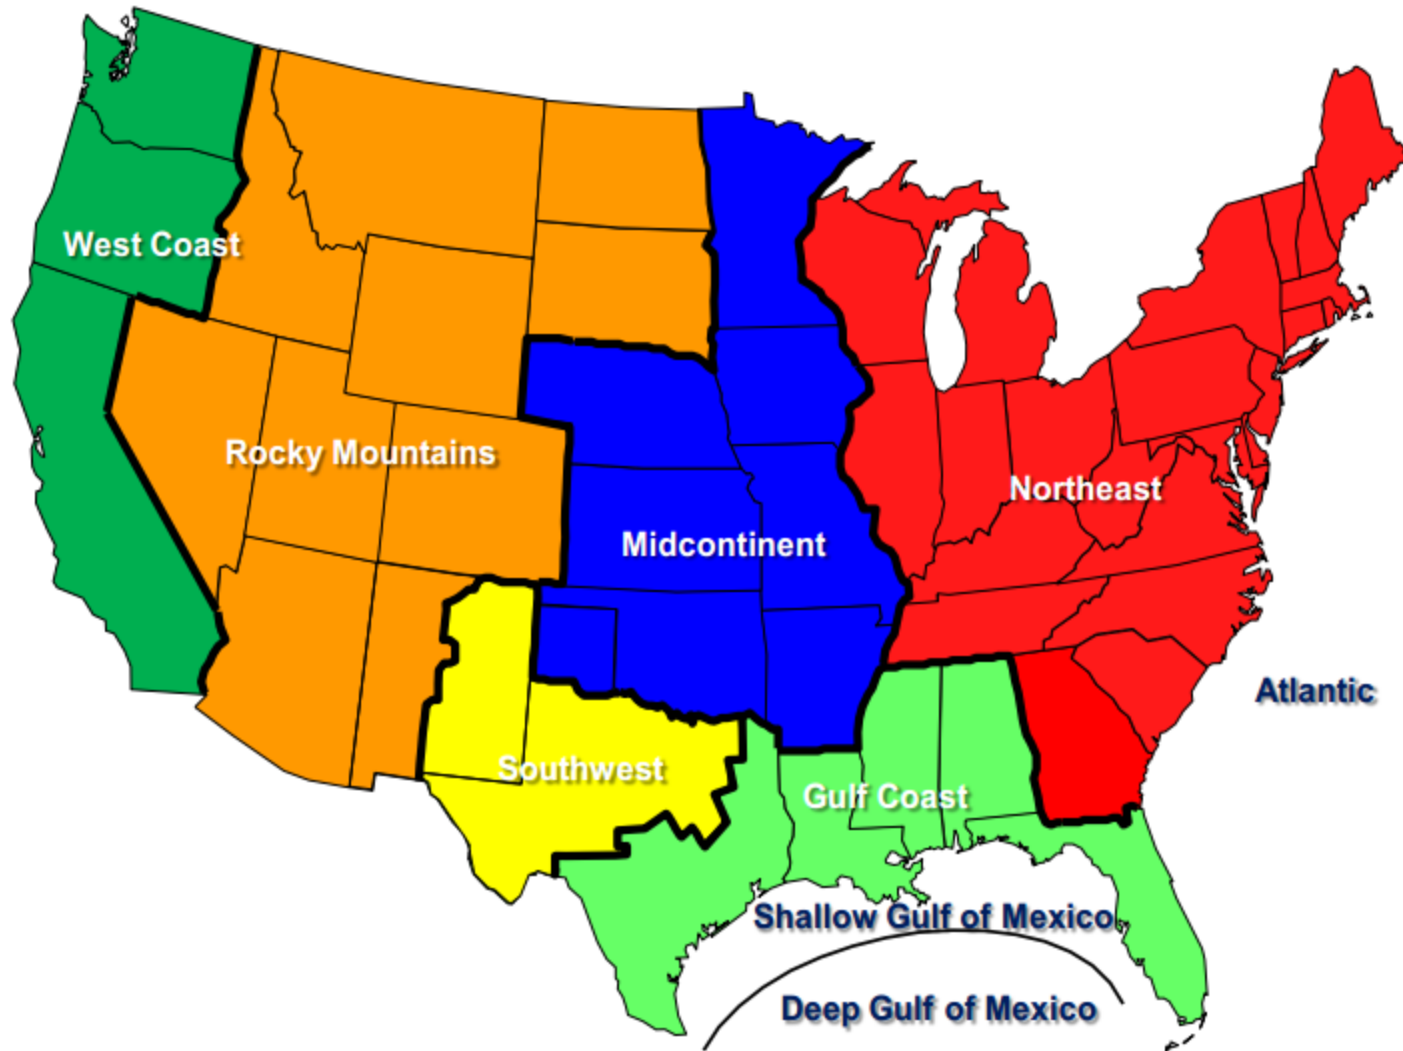 West Coast
Rocky Mountains
Northeast
Midcontinent
Atlantic
Southwest
Gulf Coast
Shallow Gulf of Mexico
Deep Gulf of Mexico